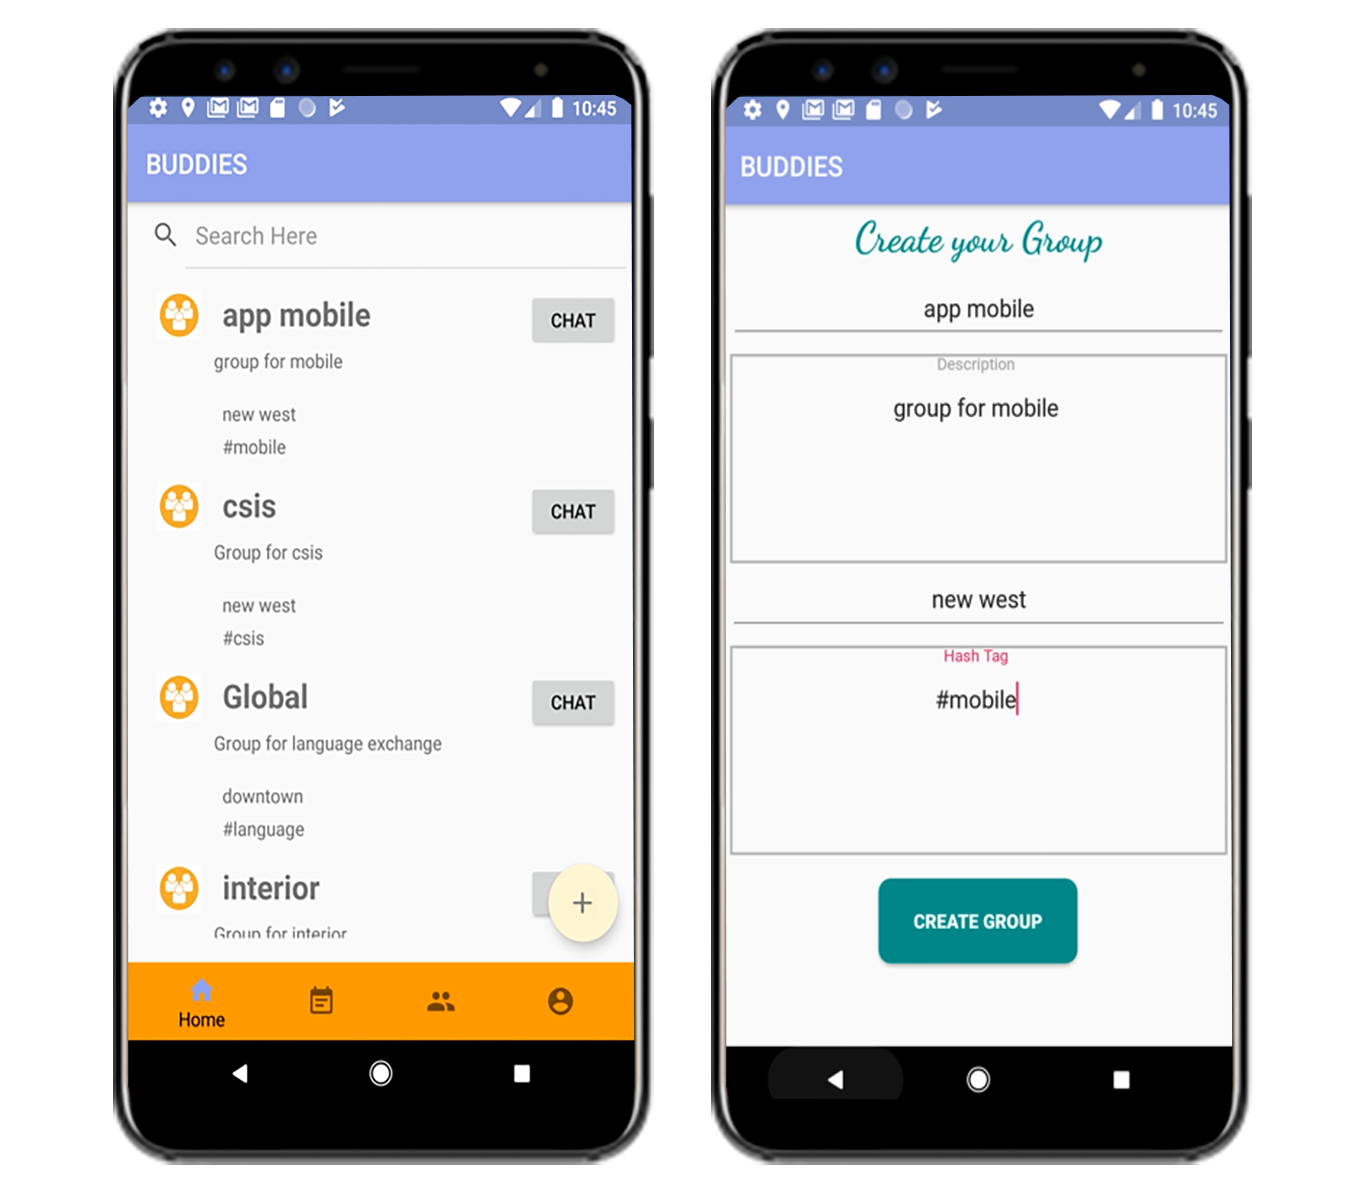 10:45
BUDDIES
Search Here
app mobile
CHAT
group for mobile
new west
#mobile
csis
CHAT
Group for csis
new west
#csis
Global
CHAT
Group for language exchange
downtown
#language
interior
Group for interior
Home
10:45
BUDDIES
Create your Group
app mobile
Description
group for mobile
new west
Hash Tag
#mobile
CREATE GROUP